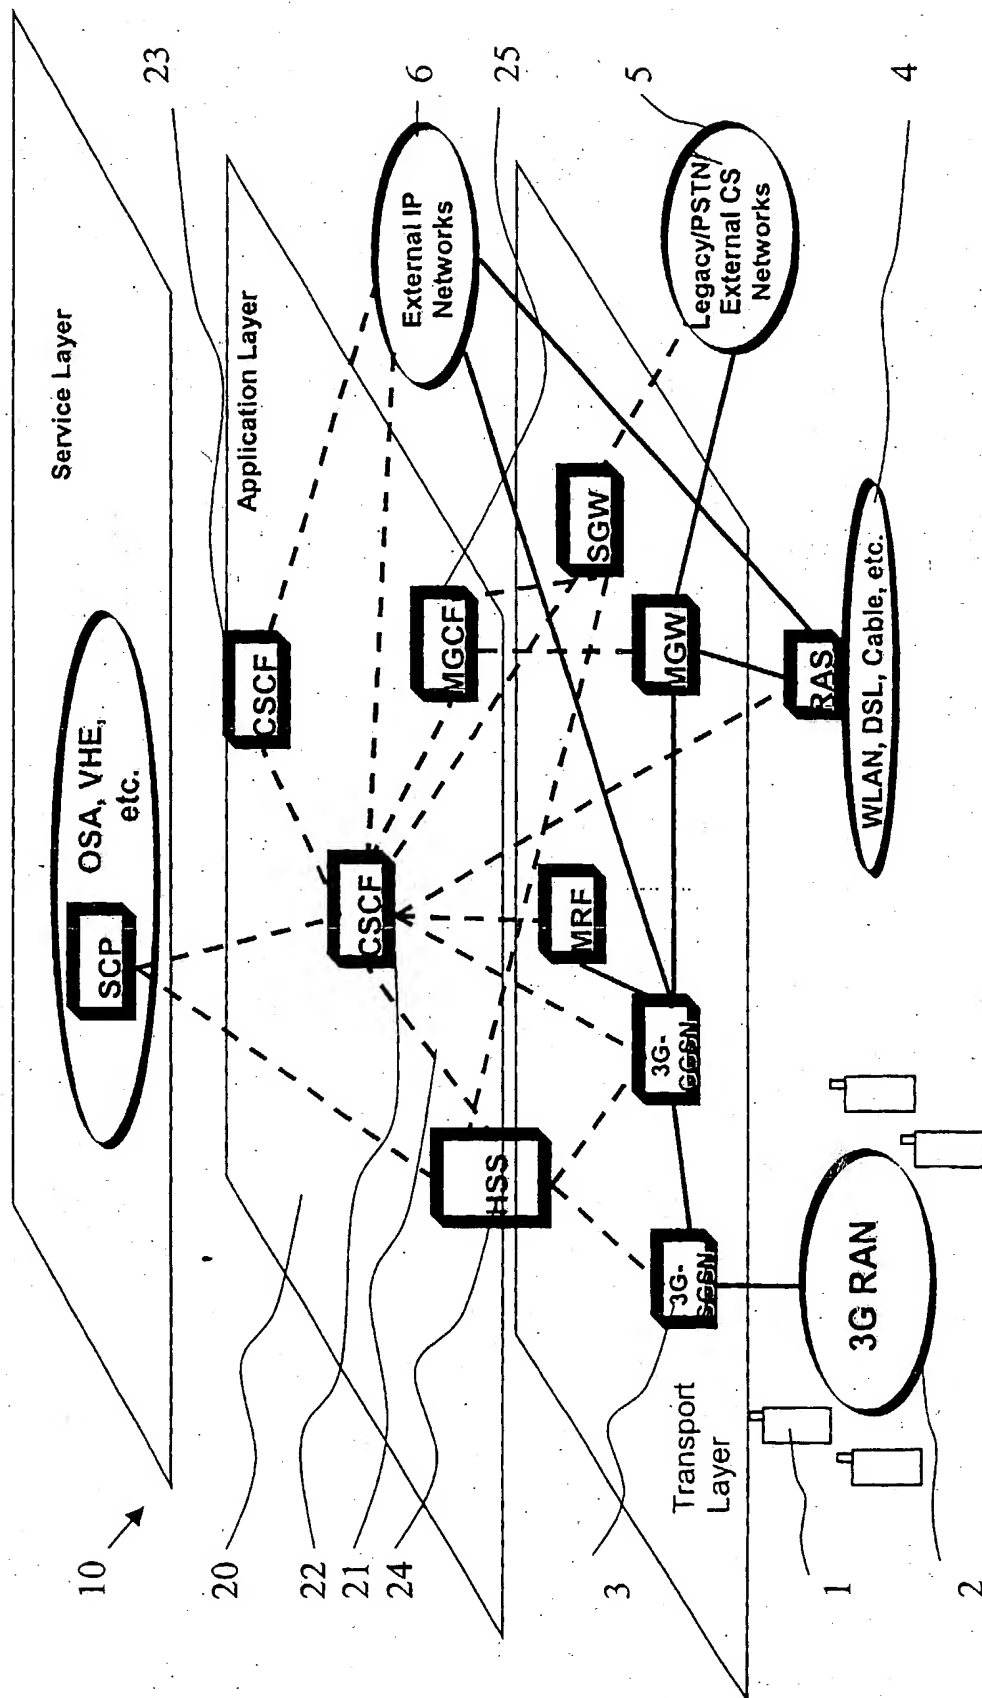 10
Service Layer
SCP
OSA, VHE,
etc.
20
22
21
24
Application Layer
23
CSCF
CSCF
MGCF
HSS
6
External IP
Networks
25
3
Transport
Layer
3G-
SGSN
3G-
GGSN
MRF
MGW
SGW
5
Legacy/PSTN/
External CS
Networks
1
2
3G RAN
RAS
WLAN, DSL, Cable, etc.
4